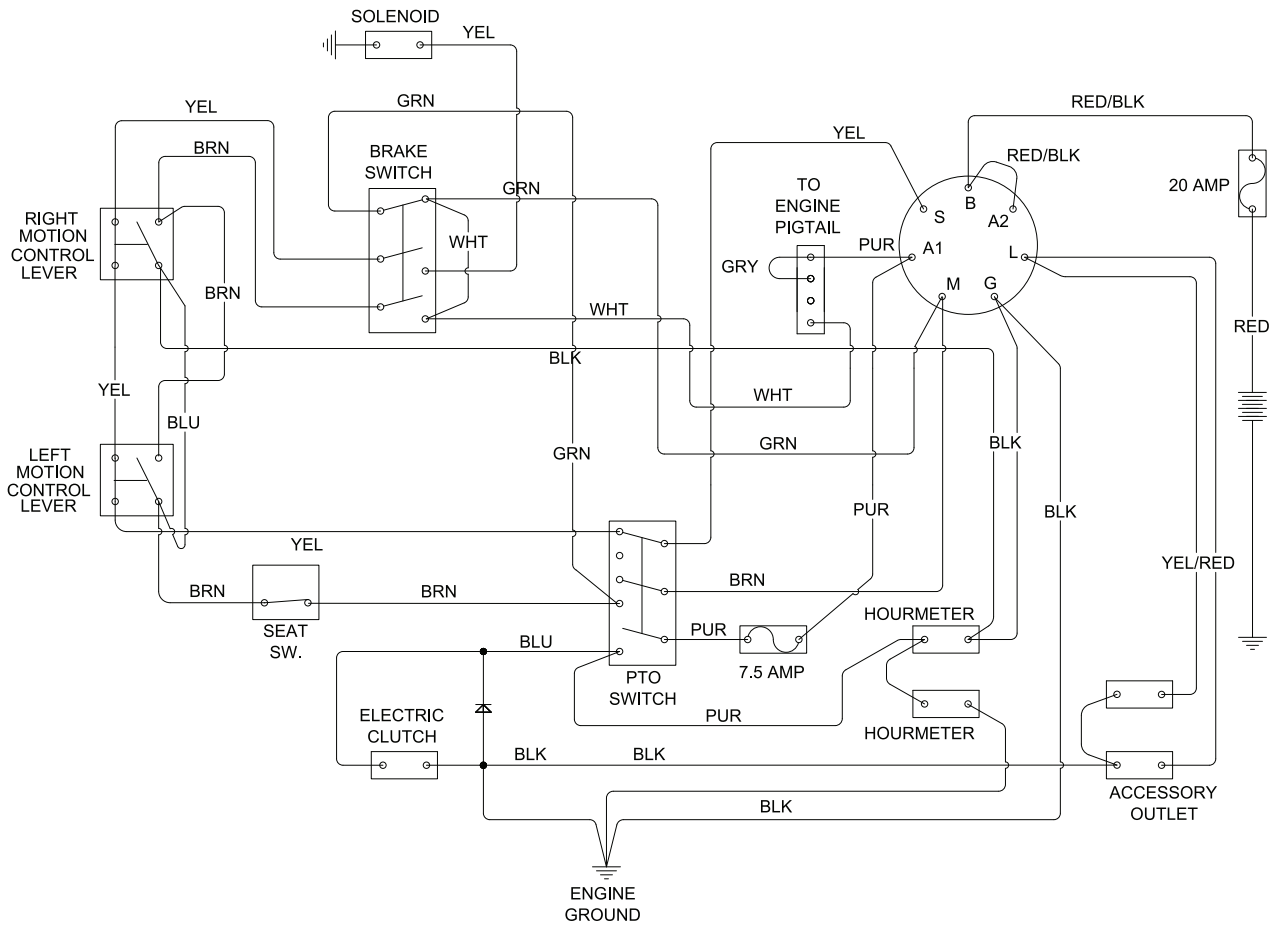 SOLENOID
YEL
GRN
YEL
RED/BLK
YEL
BRN
BRAKE
SWITCH
RED/BLK
20 AMP
TO
ENGINE
PIGTAIL
GRN
B
S
A2
RIGHT
MOTION
CONTROL
LEVER
WHT
PUR
A1
L
GRY
M
G
BRN
WHT
RED
BLK
YEL
WHT
BLU
GRN
BLK
LEFT
MOTION
CONTROL
LEVER
GRN
PUR
BLK
YEL
YEL/RED
BRN
BRN
BRN
SEAT
SW.
HOURMETER
BLU
PUR
7.5 AMP
PTO
SWITCH
PUR
ELECTRIC
CLUTCH
HOURMETER
BLK
BLK
ACCESSORY
OUTLET
BLK
ENGINE
GROUND